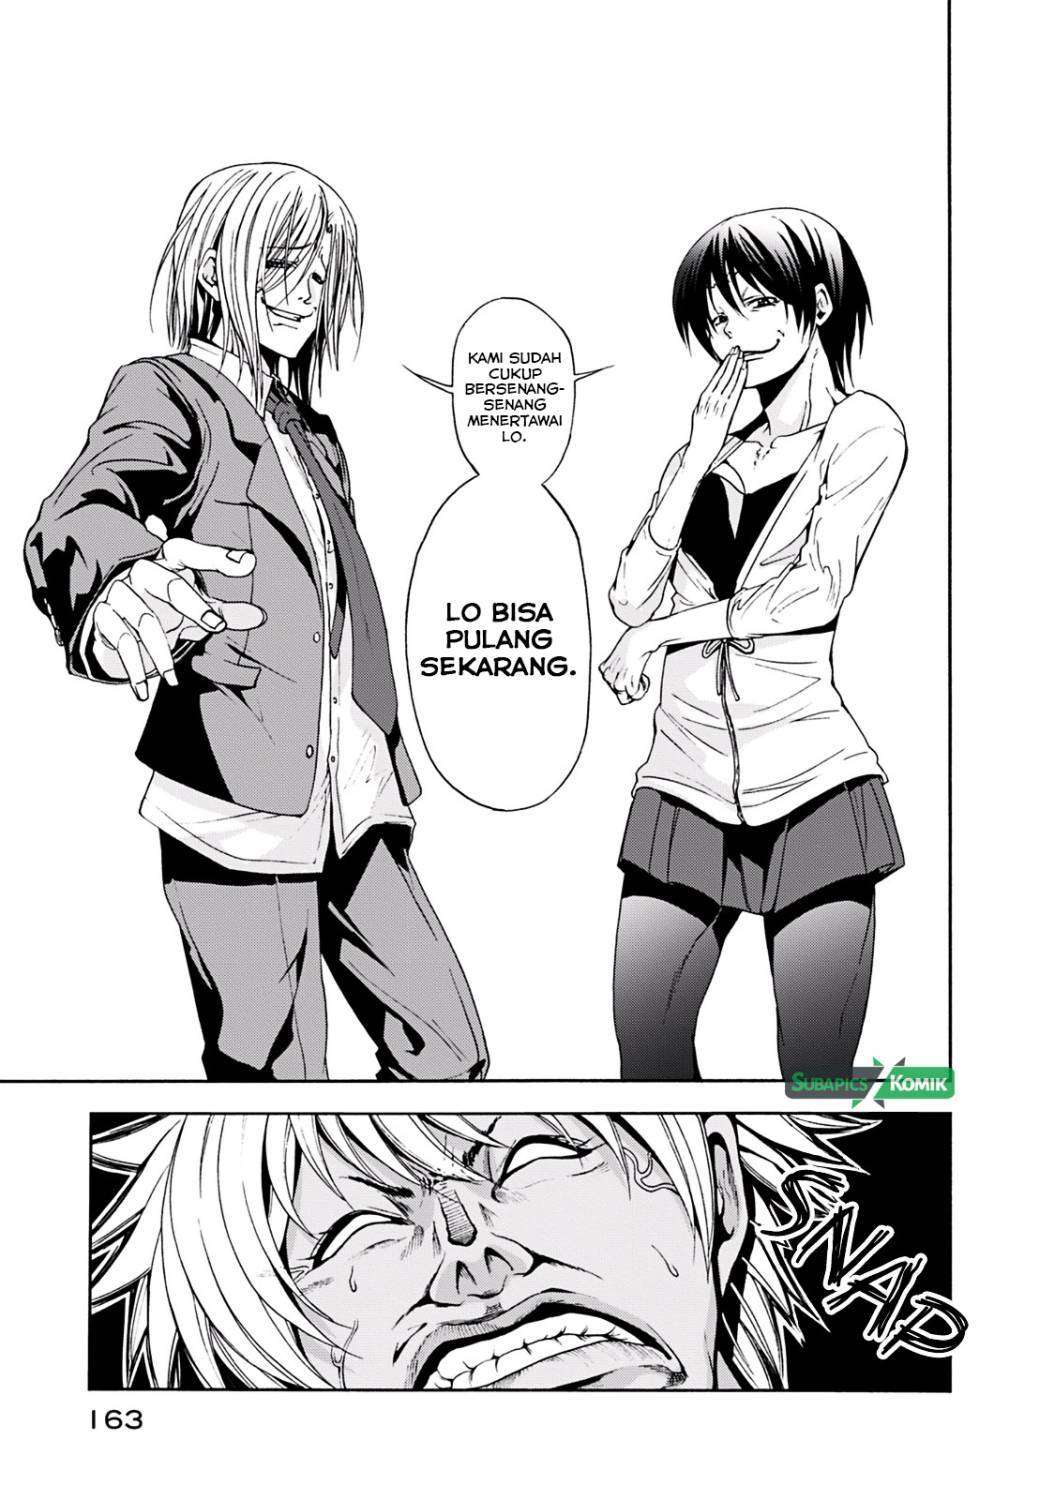 KAMI SUDAH
CUKUP
BERSENANG-
SENANG
MENERTAWAI
LO.
LO BISA
PULANG
SEKARANG.
SUBAPICS KOMIK
SNAP
163